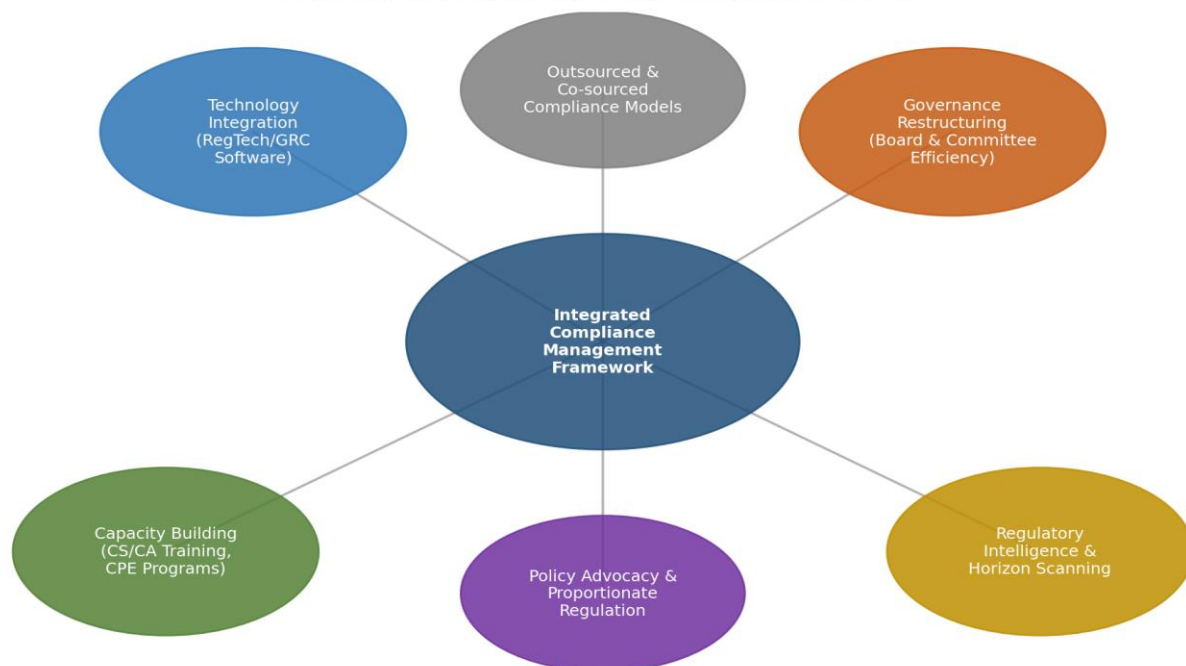 Outsourced &
Co-sourced
Compliance Models
Technology
Integration
(RegTech/GRC
Software)
Governance
Restructuring
(Board & Committee
Efficiency)
Integrated
Compliance
Management
Framework
Capacity Building
(CS/CA Training,
CPE Programs)
Policy Advocacy &
Proportionate
Regulation
Regulatory
Intelligence &
Horizon Scanning